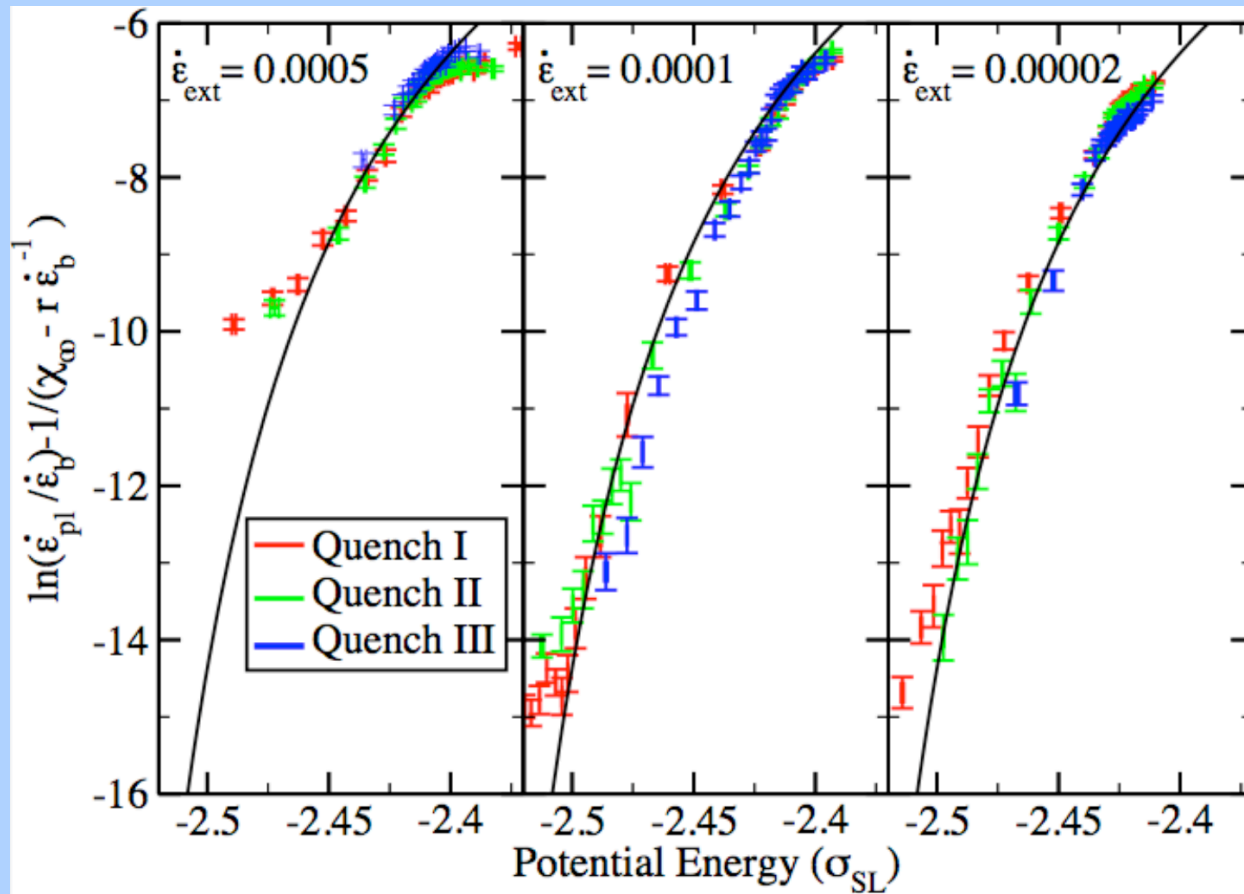 ε̇ext = 0.0005
ε̇ext = 0.0001
ε̇ext = 0.00002
-6
-8
-10
-12
-14
-16
ln(ε̇pl /ε̇b)-1/(χ∞ - r ε̇b-1)
Quench I
Quench II
Quench III
-2.5 -2.45 -2.4
-2.5 -2.45 -2.4
-2.5 -2.45 -2.4
Potential Energy (σSL)